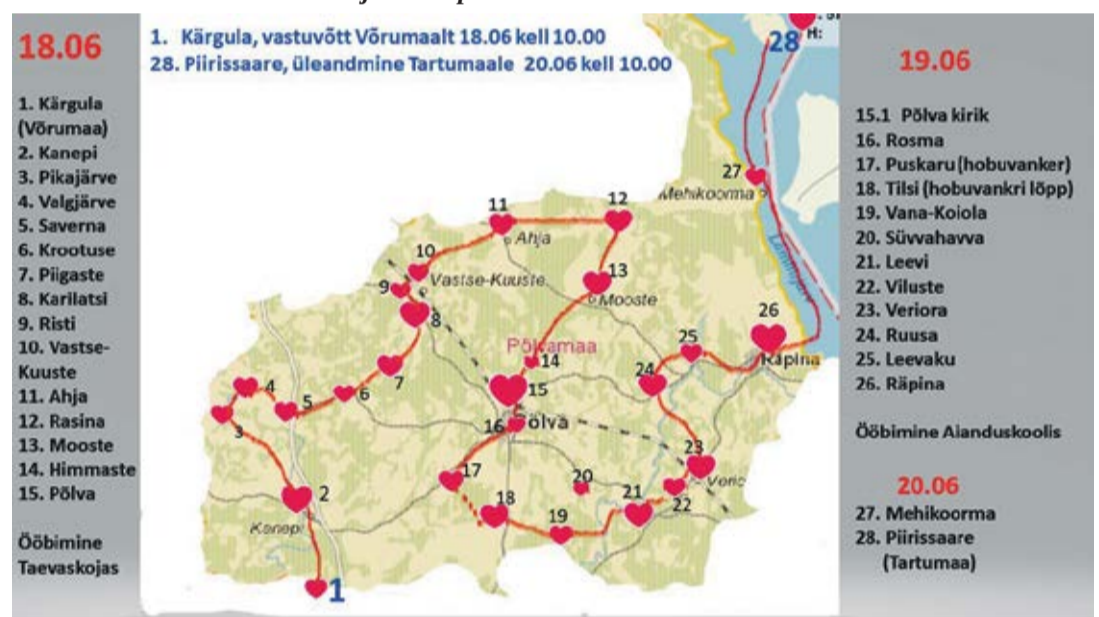 18.06
1. Kärgula
(Võrumaa)
2. Kanepi
3. Pikajärve
4. Valgjärve
5. Saverna
6. Krootuse
7. Piigaste
8. Karilatsi
9. Risti
10. Vastse-
Kuuste
11. Ahja
12. Rasina
13. Mooste
14. Himmaste
15. Põlva
Ööbimine
Taevaskojas
1. Kärgula, vastuvõtt Võrumaalt 18.06 kell 10.00
28. Piirissaare, üleandmine Tartumaale 20.06 kell 10.00
28
H:
27
Mehikoorma
12
11
Ahja
10
Vastse-Kuuste
13
9
Mooste
8
26
Põlvamaa
25
14
Räpina
7
24
4
6
15
5
16
Põlva
3
23
17
20
Verio
2
18
21
22
Kanepi
19
1
19.06
15.1 Põlva kirik
16. Rosma
17. Puskaru (hobuvanker)
18. Tilsi (hobuvankri lõpp)
19. Vana-Koiola
20. Süvvahavva
21. Leevi
22. Viluste
23. Veriora
24. Ruusa
25. Leevaku
26. Räpina
Ööbimine Aianduskoolis
20.06
27. Mehikoorma
28. Piirissaare
(Tartumaa)